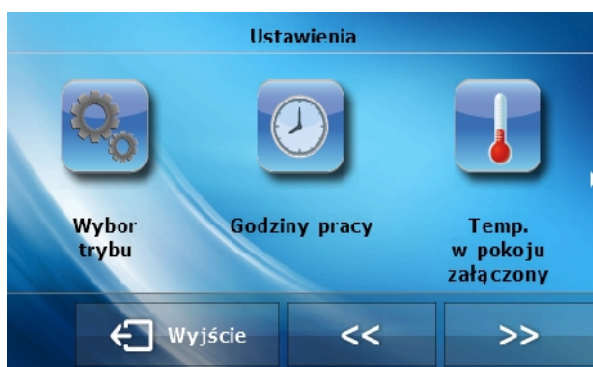 Ustawienia
Wybor
trybu
Godziny pracy
Temp.
w pokoju
załączony
Wyjście
<<
>>